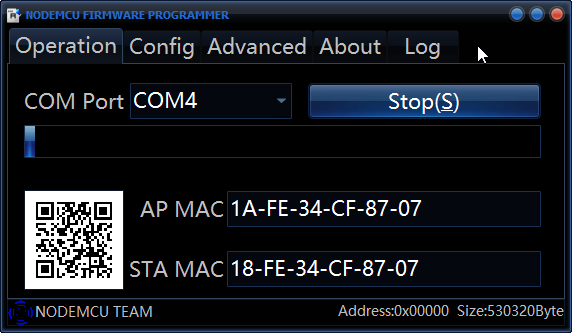 NODEMCU FIRMWARE PROGRAMMER
Operation Config Advanced About Log
COM Port COM4 Stop(S)
AP MAC 1A-FE-34-CF-87-07
STA MAC 18-FE-34-CF-87-07
NODEMCU TEAM Address:0x00000 Size:530320Byte